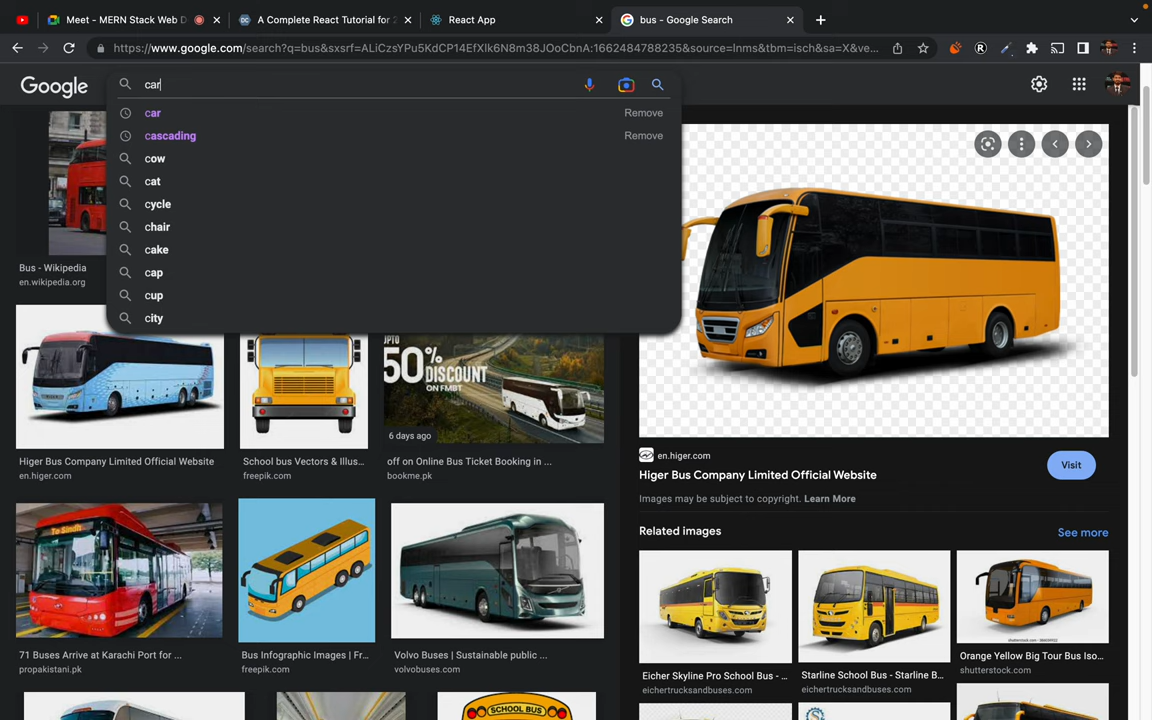 Meet - MERN Stack Web D
A Complete React Tutorial for 2
React App
bus - Google Search
https://www.google.com/search?q=bus&sxsrf=ALiCzsYPu5KdCP14EfXlk6N8m38JOoCbnA:1662484788235&source=lnms&tbm=isch&sa=X&ve...
Google
car
car Remove
cascading Remove
cow
cat
cycle
chair
cake
cap
cup
city
Bus - Wikipedia
en.wikipedia.org
UPTO
50%
DISCOUNT
ON FMBT
6 days ago
Higer Bus Company Limited Official Website
en.higer.com
School bus Vectors & Illus...
freepik.com
off on Online Bus Ticket Booking in ...
bookme.pk
To Sindh
71 Buses Arrive at Karachi Port for ...
propakistani.pk
Bus Infographic Images | Fr...
freepik.com
Volvo Buses | Sustainable public ...
volvobuses.com
SCHOOL BUS
en.higer.com
Higer Bus Company Limited Official Website
Visit
Images may be subject to copyright. Learn More
Related images
See more
Eicher Skyline Pro School Bus - ...
eichertrucksandbuses.com
Starline School Bus - Starline B...
eichertrucksandbuses.com
Orange Yellow Big Tour Bus Iso...
shutterstock.com